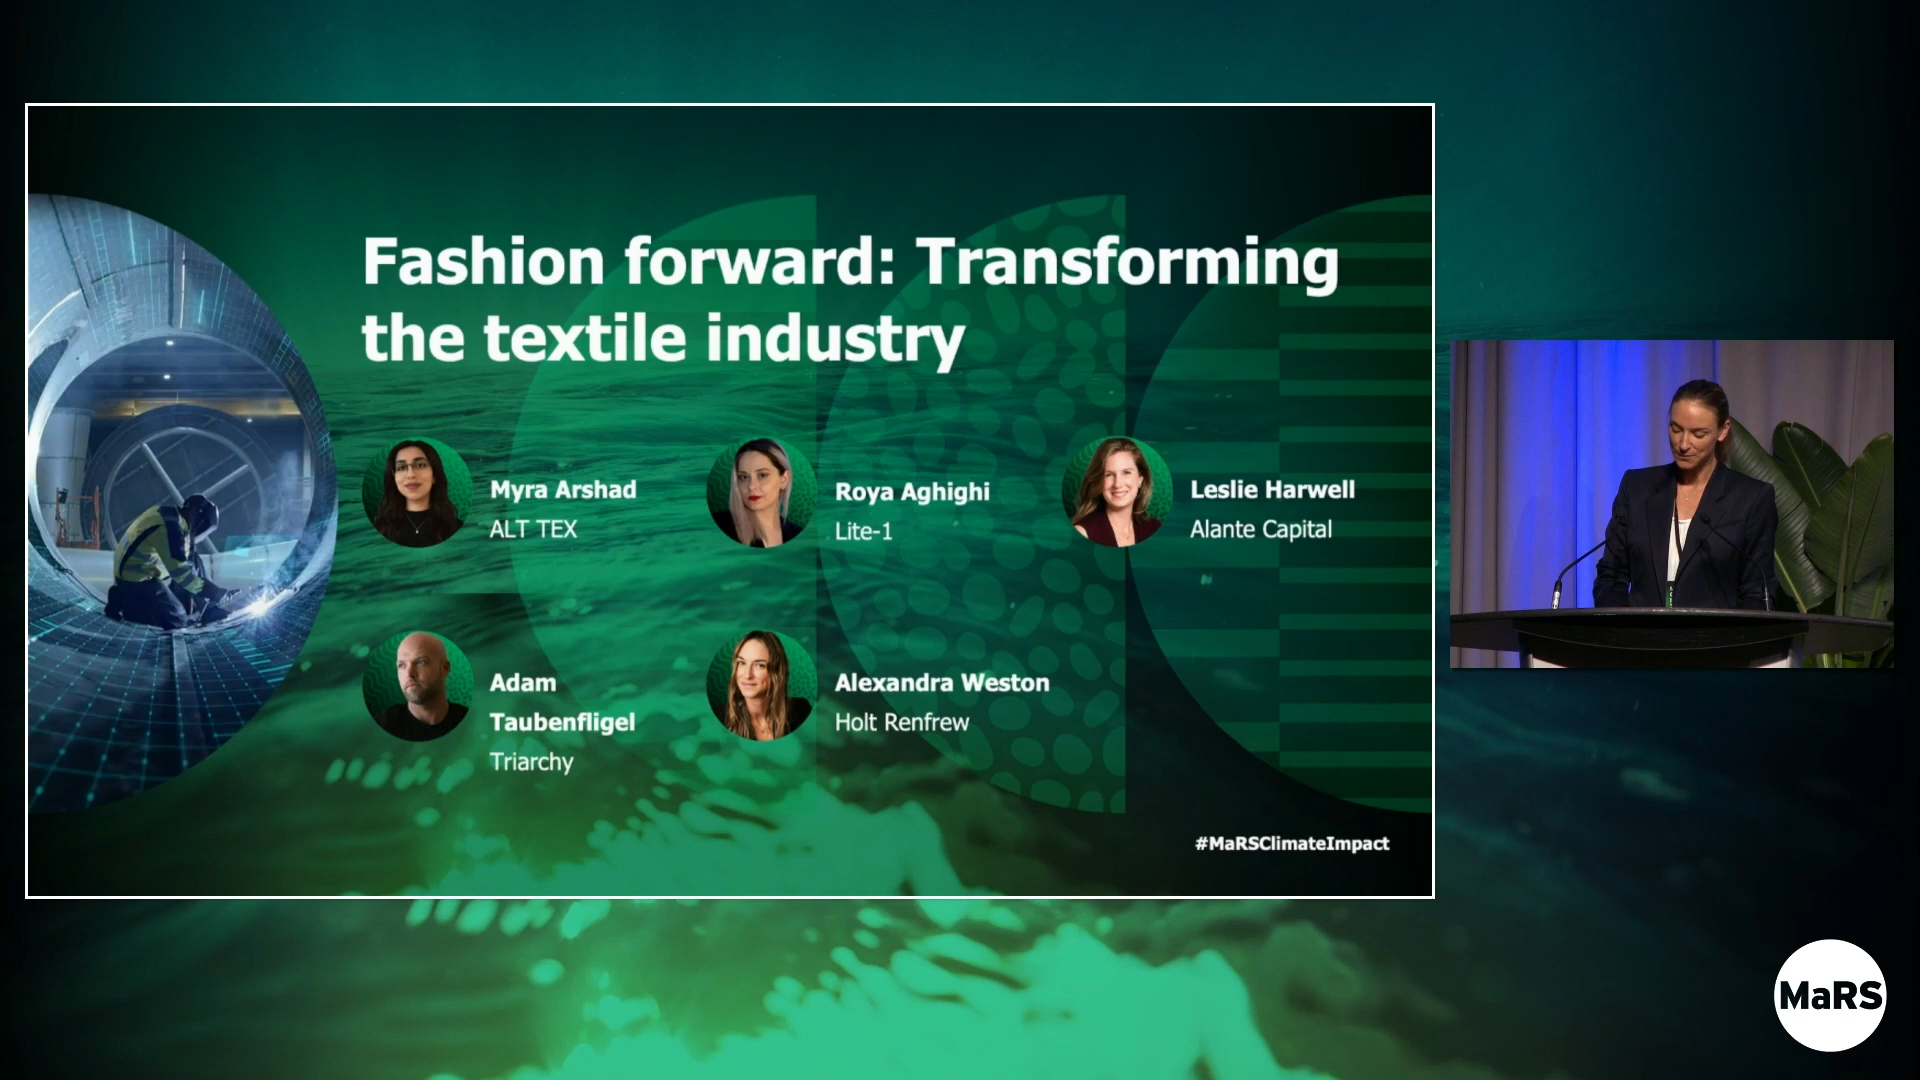 Fashion forward: Transforming
the textile industry
Myra Arshad
ALT TEX
Roya Aghighi
Lite-1
Leslie Harwell
Alante Capital
Adam
Taubenfligel
Triarchy
Alexandra Weston
Holt Renfrew
#MaRSClimateImpact
MaRS